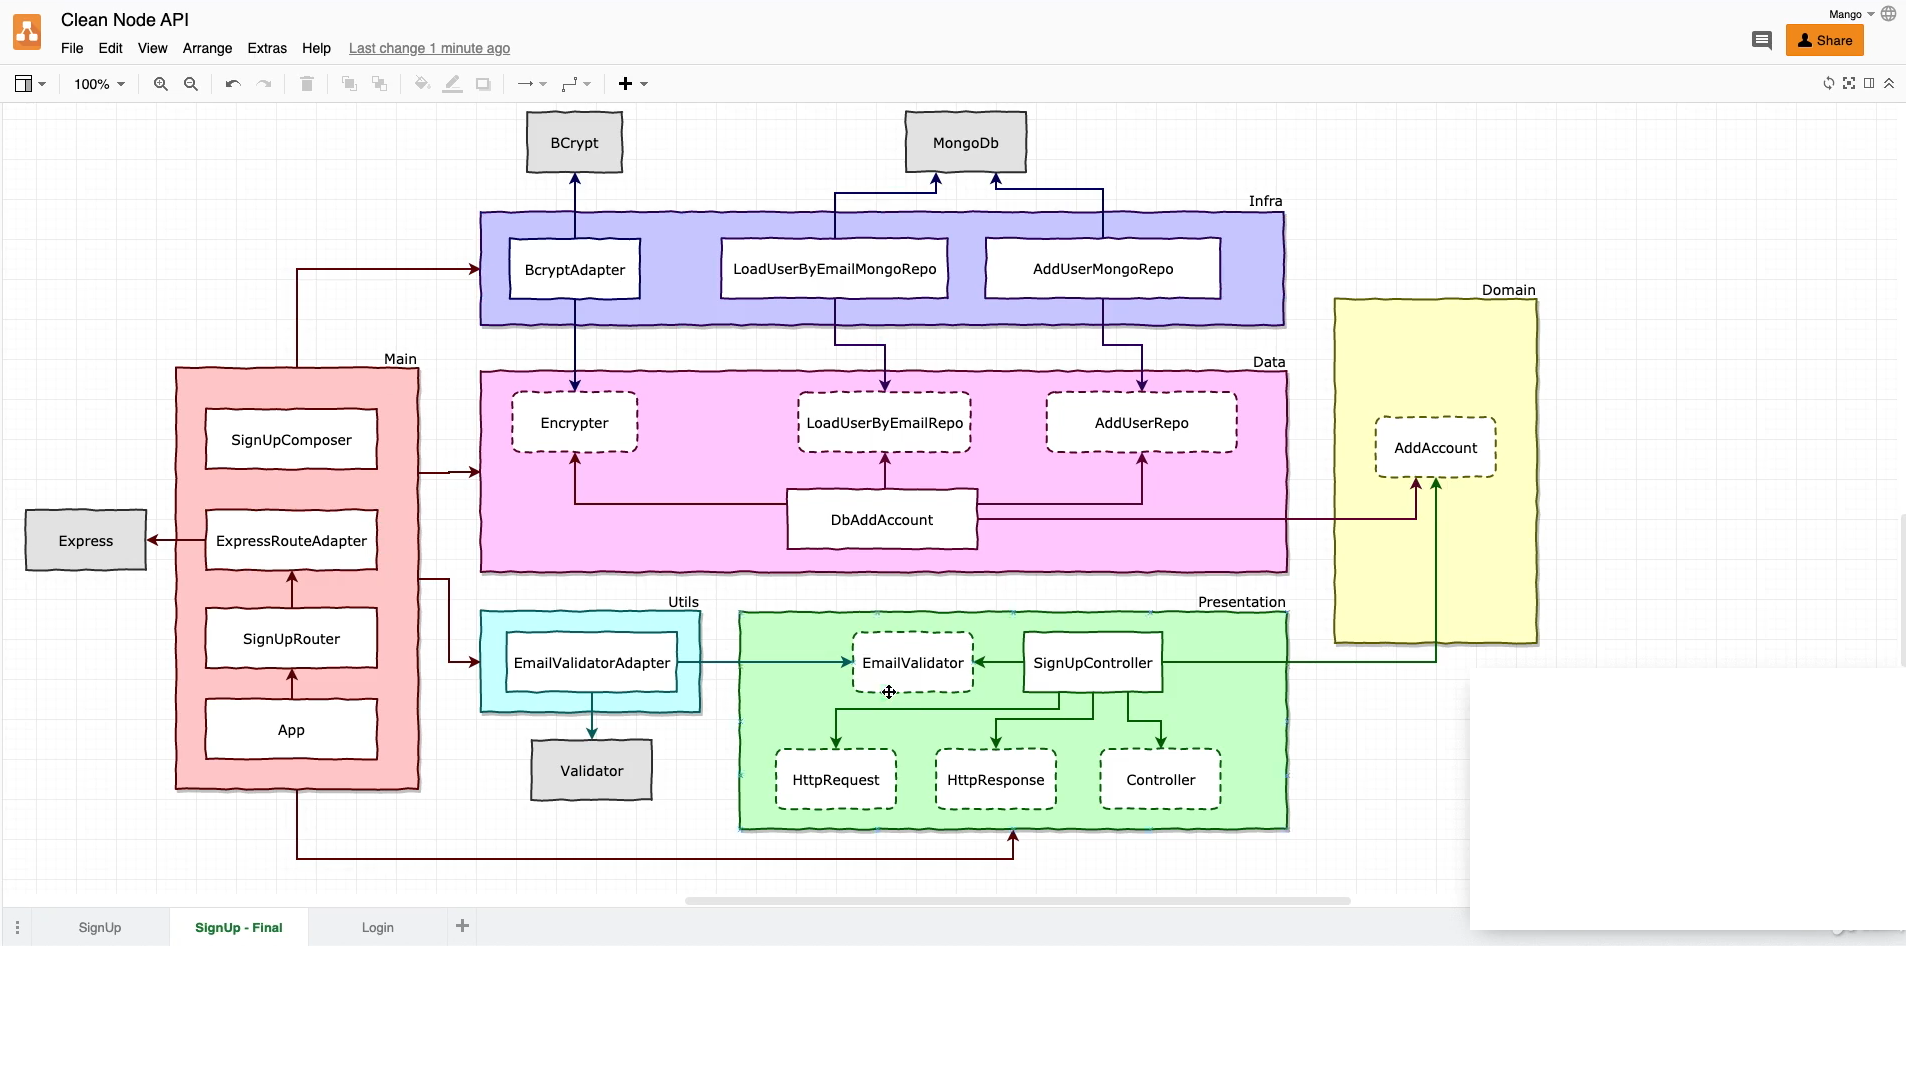 Clean Node API
Mango
File Edit View Arrange Extras Help Last change 1 minute ago
Share
100%
BCrypt
MongoDb
Infra
BcryptAdapter
LoadUserByEmailMongoRepo
AddUserMongoRepo
Domain
Main
Data
SignUpComposer
Encrypter
LoadUserByEmailRepo
AddUserRepo
AddAccount
DbAddAccount
Express
ExpressRouteAdapter
Utils
Presentation
SignUpRouter
EmailValidatorAdapter
EmailValidator
SignUpController
App
Validator
HttpRequest
HttpResponse
Controller
SignUp
SignUp - Final
Login